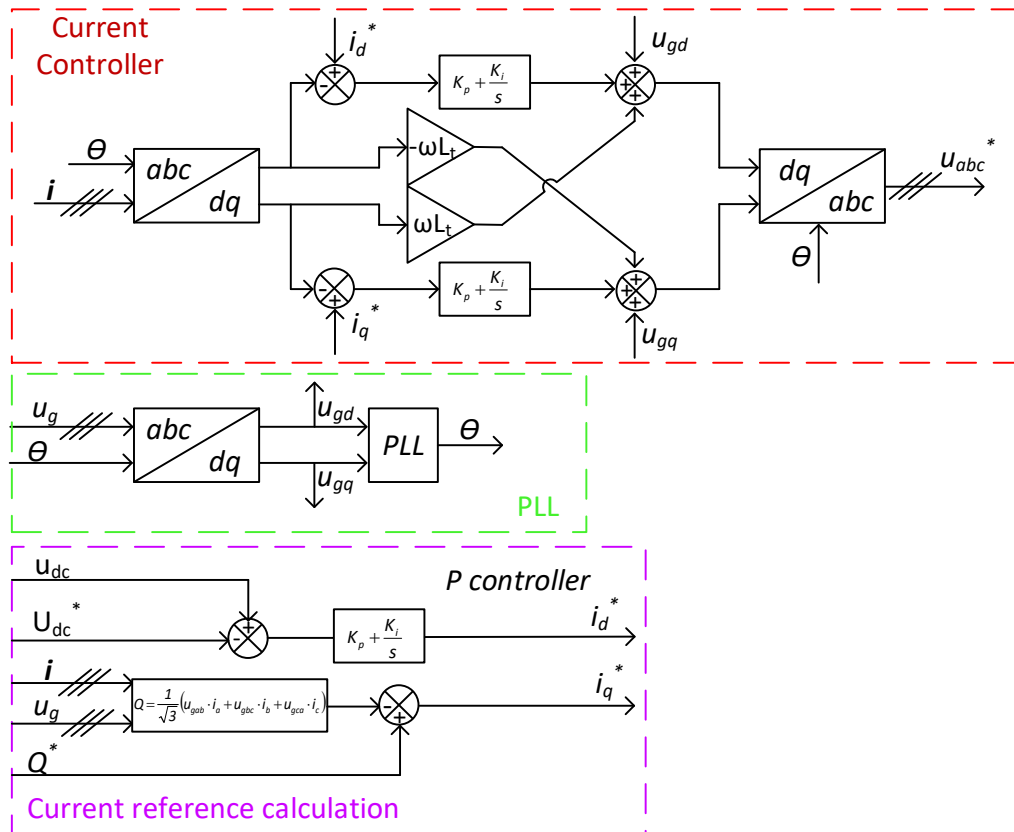 Current
Controller
i_d^*
u_gd
- +
K_p + K_i/s
+ + +
ϴ
i
abc
dq
-ωL_t
ωL_t
dq
abc
u_abc^*
ϴ
- +
K_p + K_i/s
+ + +
i_q^*
u_gq
u_g
ϴ
abc
dq
u_gd
u_gq
PLL
ϴ
PLL
u_dc
P controller
U_dc^*
+ -
K_p + K_i/s
i_d^*
i
u_g
Q = 1/√3 (u_gab · i_a + u_gbc · i_b + u_gca · i_c)
- +
i_q^*
Q^*
Current reference calculation